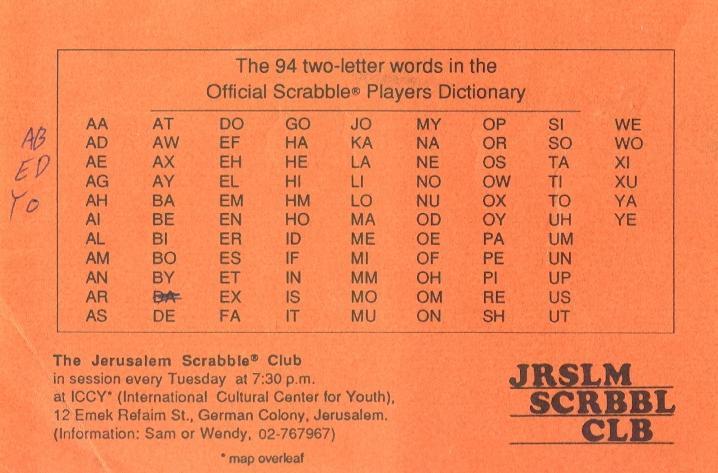 The 94 two-letter words in the
Official Scrabble® Players Dictionary
AA AT DO GO JO MY OP SI WE
AD AW EF HA KA NA OR SO WO
AE AX EH HE LA NE OS TA XI
AG AY EL HI LI NO OW TI XU
AH BA EM HM LO NU OX TO YA
AI BE EN HO MA OD OY UH YE
AL BI ER ID ME OE PA UM
AM BO ES IF MI OF PE UN
AN BY ET IN MM OH PI UP
AR DA EX IS MO OM RE US
AS DE FA IT MU ON SH UT
AB
ED
YO
The Jerusalem Scrabble® Club
in session every Tuesday at 7:30 p.m.
at ICCY* (International Cultural Center for Youth),
12 Emek Refaim St., German Colony, Jerusalem.
(Information: Sam or Wendy, 02-767967)
* map overleaf
JRSLM
SCRBBL
CLB